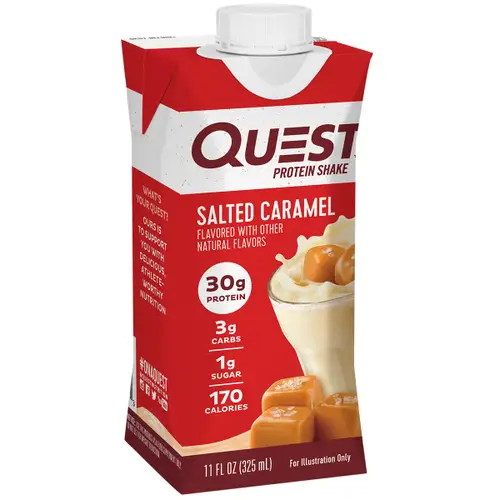 QUEST
PROTEIN SHAKE
SALTED CARAMEL
FLAVORED WITH OTHER
NATURAL FLAVORS
30g
PROTEIN
3g
CARBS
1g
SUGAR
170
CALORIES
11 FL OZ (325 mL)
For Illustration Only
WHAT'S
YOUR QUEST?
OURS IS
TO SUPPORT
YOU WITH
DELICIOUS,
ATHLETE-
WORTHY
NUTRITION
#ONAQUEST